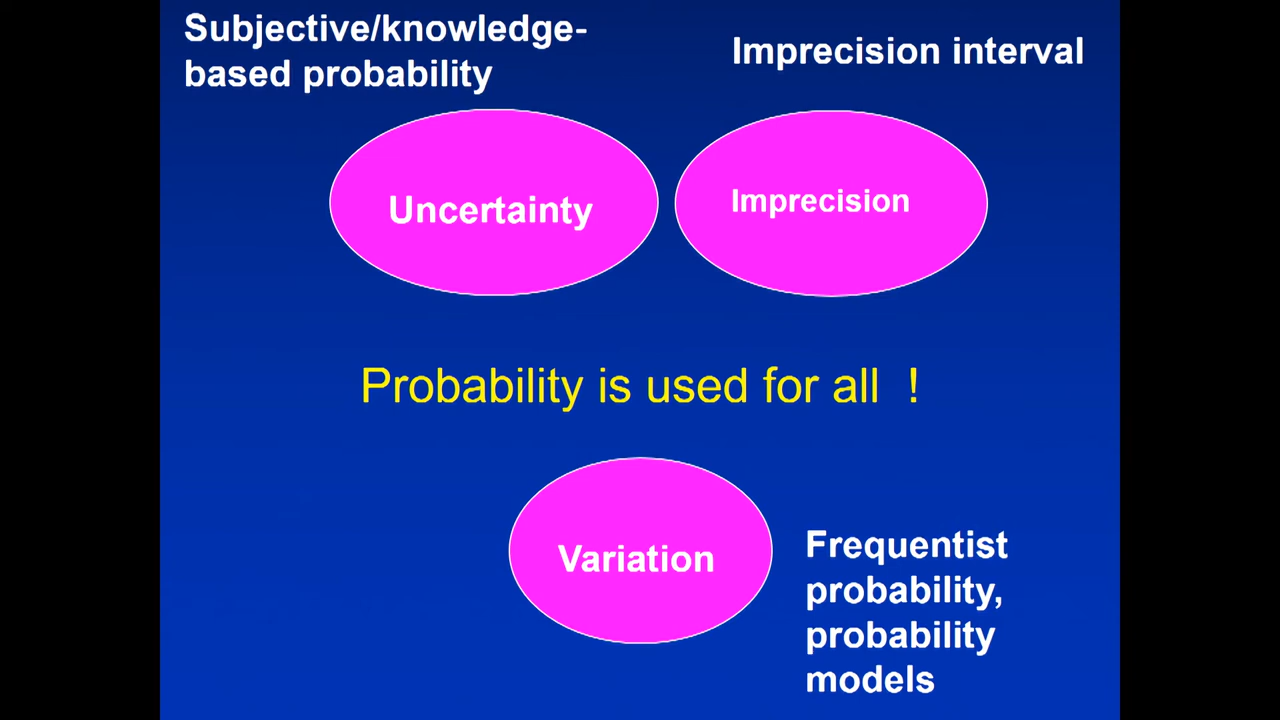 Subjective/knowledge-
based probability
Imprecision interval
Uncertainty
Imprecision
Probability is used for all !
Variation
Frequentist
probability,
probability
models